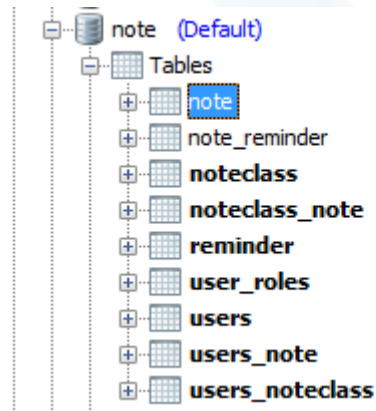 note (Default)
Tables
note
note_reminder
noteclass
noteclass_note
reminder
user_roles
users
users_note
users_noteclass